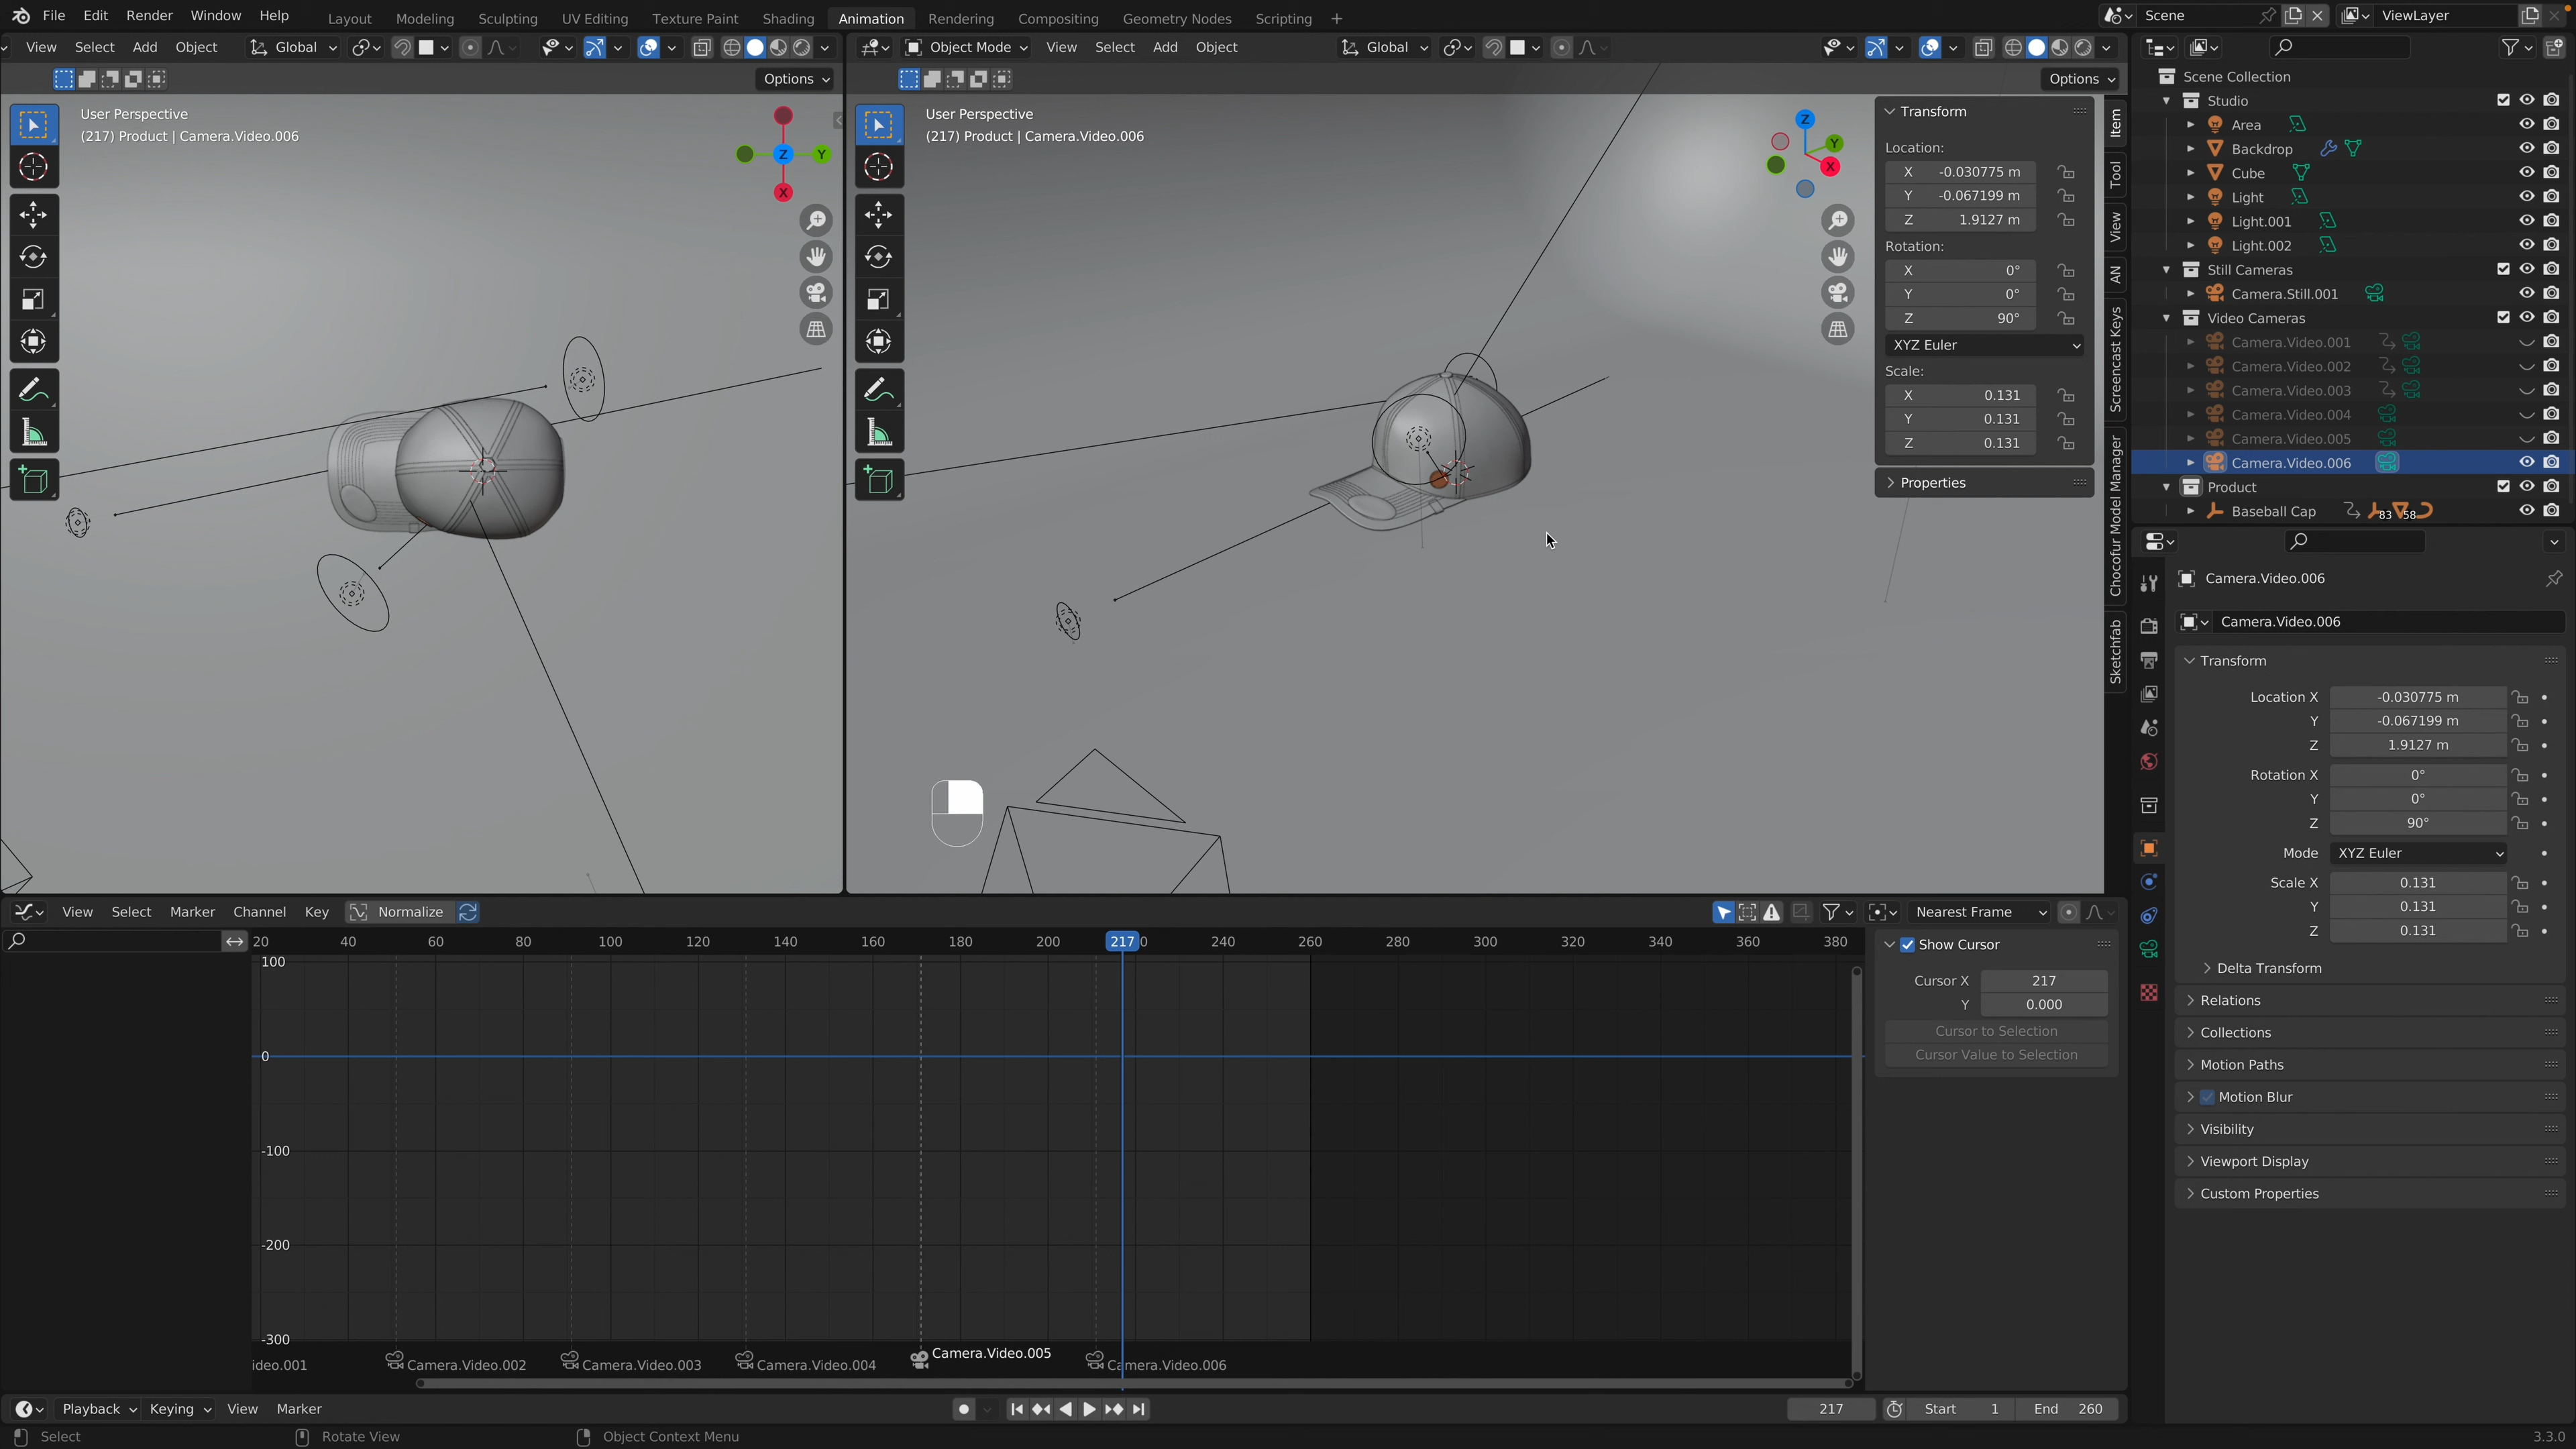 File Edit Render Window Help
Layout Modeling Sculpting UV Editing Texture Paint Shading Animation Rendering Compositing Geometry Nodes Scripting +
Scene
ViewLayer
View Select Add Object Global
Object Mode View Select Add Object Global
Options
Options
User Perspective
(217) Product | Camera.Video.006
X
Y
Z
User Perspective
(217) Product | Camera.Video.006
Z
Y
X
Transform
Location:
X -0.030775 m
Y -0.067199 m
Z 1.9127 m
Rotation:
X 0°
Y 0°
Z 90°
XYZ Euler
Scale:
X 0.131
Y 0.131
Z 0.131
Properties
Item
Tool
View
AN
Screencast Keys
Chocofur Model Manager
Sketchfab
Scene Collection
Studio
Area
Backdrop
Cube
Light
Light.001
Light.002
Still Cameras
Camera.Still.001
Video Cameras
Camera.Video.001
Camera.Video.002
Camera.Video.003
Camera.Video.004
Camera.Video.005
Camera.Video.006
Product
Baseball Cap 83 58
Camera.Video.006
Camera.Video.006
Transform
Location X -0.030775 m
Y -0.067199 m
Z 1.9127 m
Rotation X 0°
Y 0°
Z 90°
Mode XYZ Euler
Scale X 0.131
Y 0.131
Z 0.131
Delta Transform
Relations
Collections
Motion Paths
Motion Blur
Visibility
Viewport Display
Custom Properties
View Select Marker Channel Key Normalize
Nearest Frame
20 40 60 80 100 120 140 160 180 200 217 0 240 260 280 300 320 340 360 380
100
0
-100
-200
-300
Show Cursor
Cursor X 217
Y 0.000
Cursor to Selection
Cursor Value to Selection
ideo.001 Camera.Video.002 Camera.Video.003 Camera.Video.004 Camera.Video.005 Camera.Video.006
Playback Keying View Marker
217 Start 1 End 260
Select Rotate View Object Context Menu
3.3.0